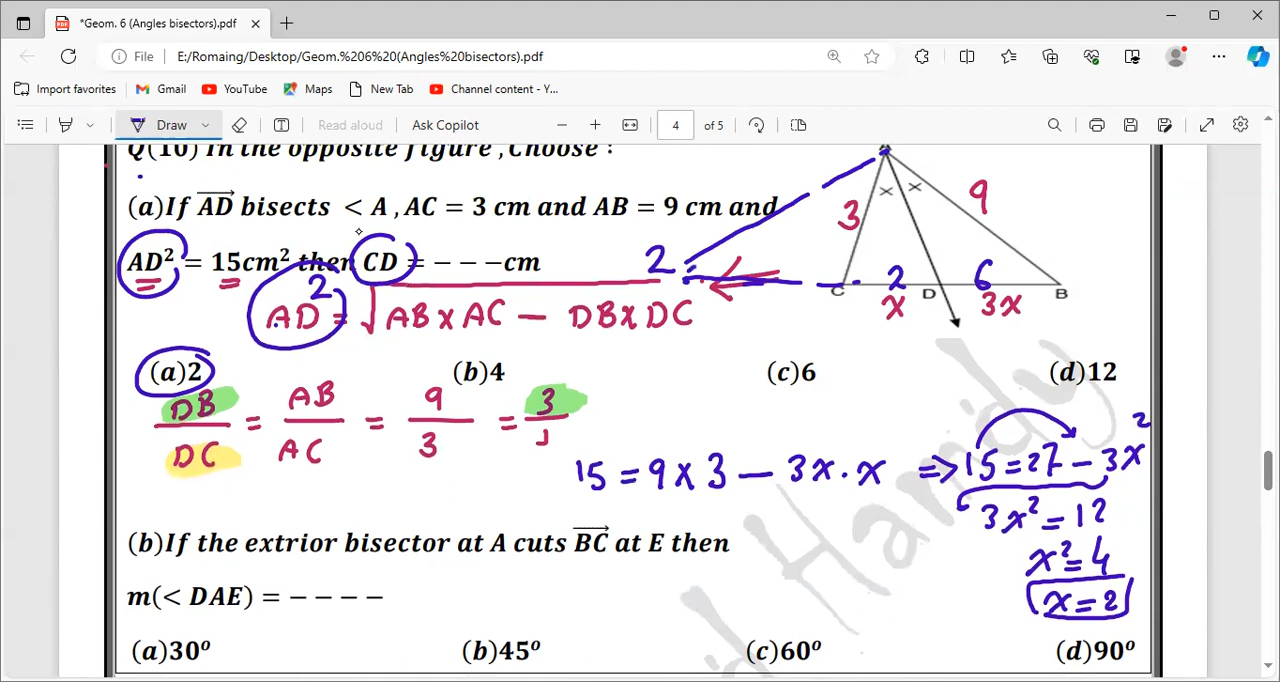 *Geom. 6 (Angles bisectors).pdf
File E:/Romaing/Desktop/Geom.%206%20(Angles%20bisectors).pdf
Import favorites Gmail YouTube Maps New Tab Channel content - Y...
Draw Read aloud Ask Copilot 4 of 5
Q(10) In the opposite figure ,Choose :
(a)If AD bisects < A , AC = 3 cm and AB = 9 cm and
AD² = 15cm² then CD = - - -cm
AD² = √AB × AC - DB × DC
(a)2 (b)4 (c)6 (d)12
DB/DC = AB/AC = 9/3 = 3/1
15 = 9 × 3 - 3x . x => 15 = 27 - 3x²
3x² = 12
x² = 4
x = 2
A
× ×
3 9
2 2 6
C D B
x 3x
(b)If the extrior bisector at A cuts BC at E then
m(< DAE) = - - - -
(a)30° (b)45° (c)60° (d)90°
Hamdy